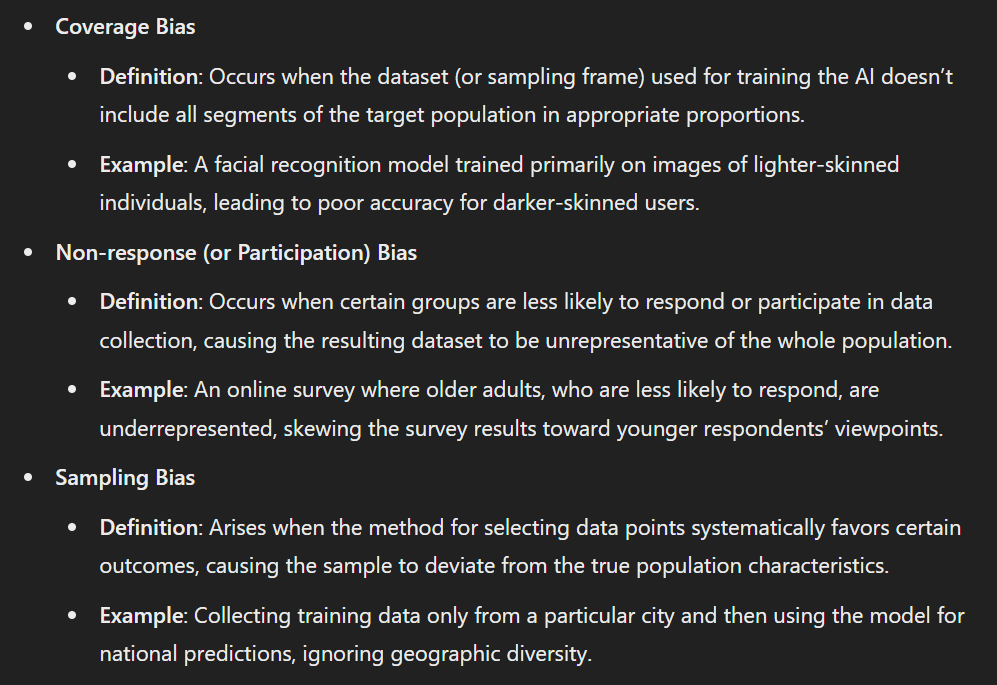 Coverage Bias
Definition: Occurs when the dataset (or sampling frame) used for training the AI doesn’t
include all segments of the target population in appropriate proportions.
Example: A facial recognition model trained primarily on images of lighter-skinned
individuals, leading to poor accuracy for darker-skinned users.
Non-response (or Participation) Bias
Definition: Occurs when certain groups are less likely to respond or participate in data
collection, causing the resulting dataset to be unrepresentative of the whole population.
Example: An online survey where older adults, who are less likely to respond, are
underrepresented, skewing the survey results toward younger respondents’ viewpoints.
Sampling Bias
Definition: Arises when the method for selecting data points systematically favors certain
outcomes, causing the sample to deviate from the true population characteristics.
Example: Collecting training data only from a particular city and then using the model for
national predictions, ignoring geographic diversity.